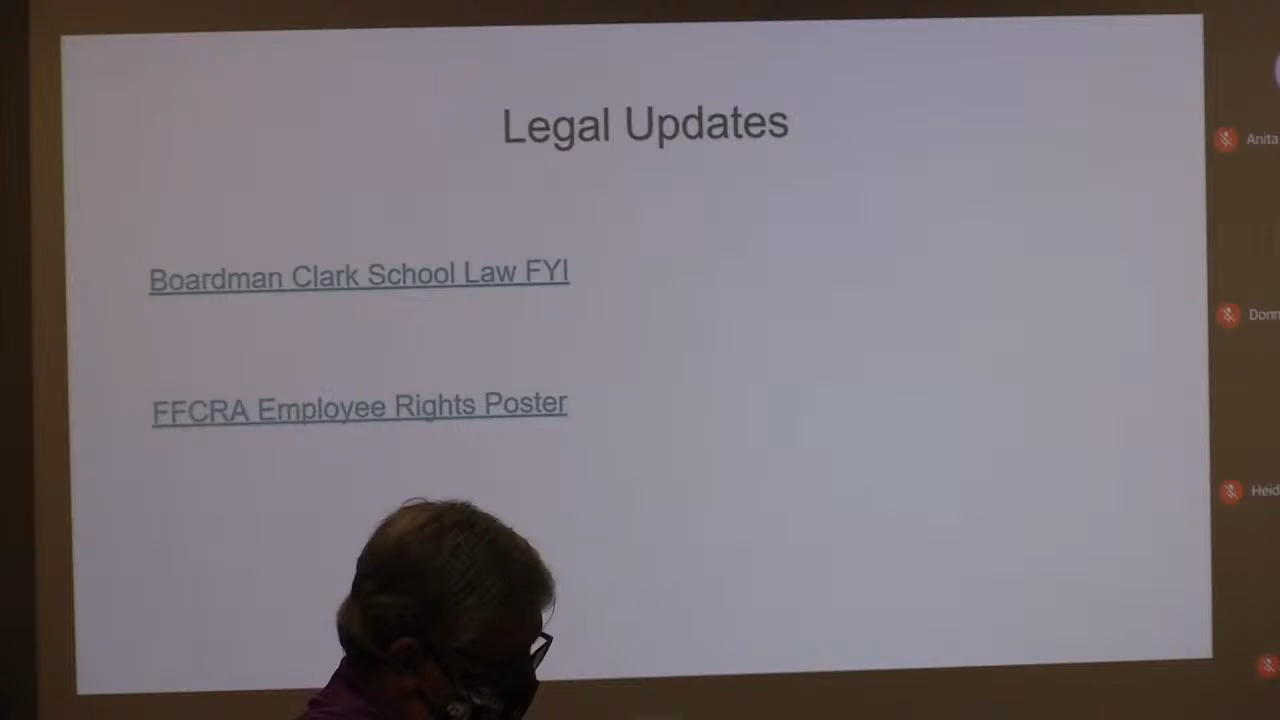 Legal Updates
Boardman Clark School Law FYI
FFCRA Employee Rights Poster
Anita